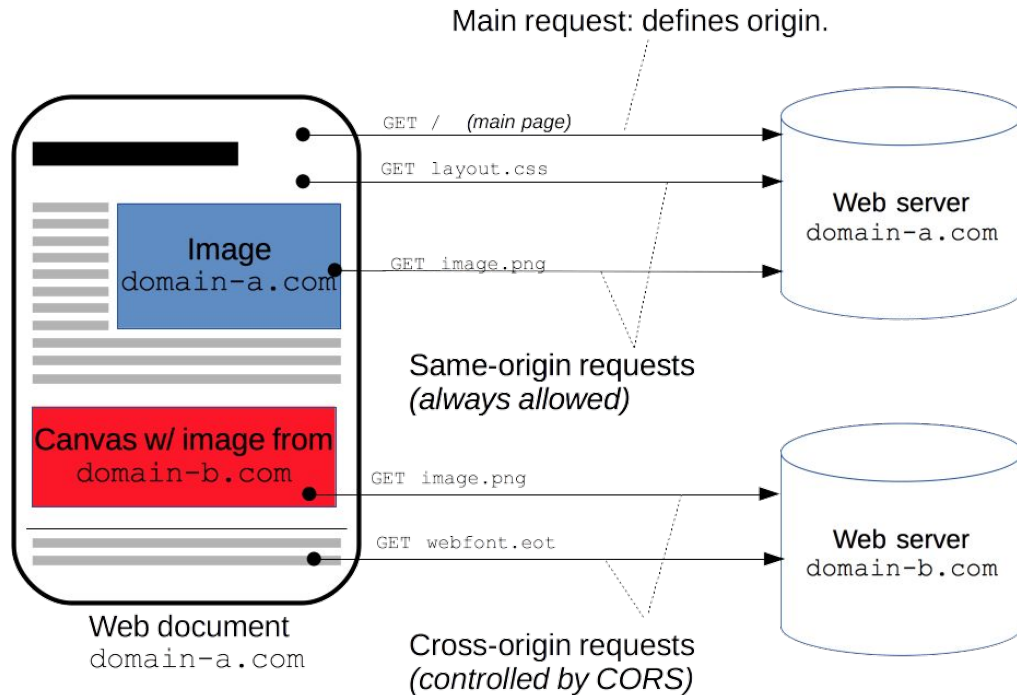 Main request: defines origin.
GET / (main page)
GET layout.css
Image
domain-a.com
GET image.png
Web server
domain-a.com
Same-origin requests
(always allowed)
Canvas w/ image from
domain-b.com
GET image.png
GET webfont.eot
Web server
domain-b.com
Web document
domain-a.com
Cross-origin requests
(controlled by CORS)